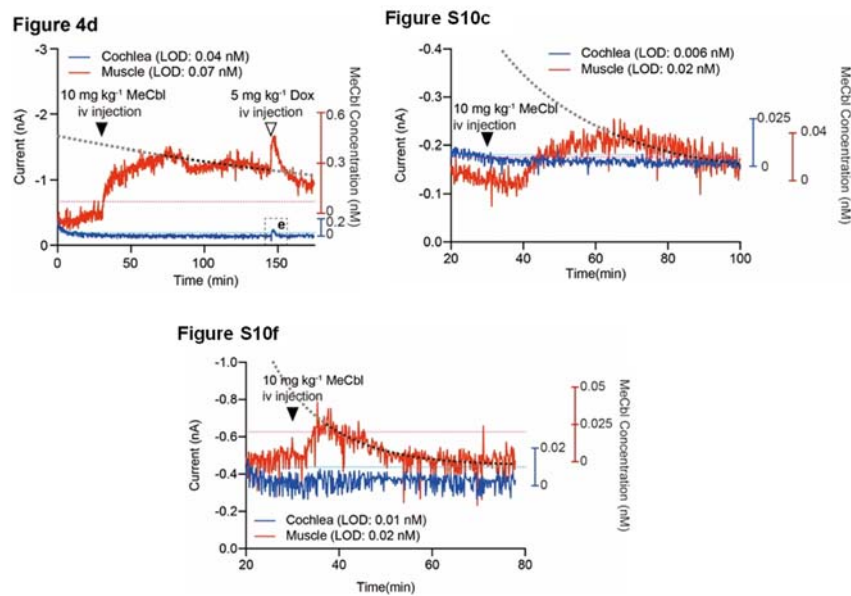 Figure 4d
Cochlea (LOD: 0.04 nM)
Muscle (LOD: 0.07 nM)
10 mg kg⁻¹ MeCbl
iv injection
5 mg kg⁻¹ Dox
iv injection
e
-3
-2
-1
0
Current (nA)
0
50
100
150
Time (min)
0.6
0.3
0
0.2
0
MeCbl Concentration (nM)
Figure S10c
Cochlea (LOD: 0.006 nM)
Muscle (LOD: 0.02 nM)
10 mg kg⁻¹ MeCbl
iv injection
-0.4
-0.3
-0.2
-0.1
0.0
Current (nA)
20
40
60
80
100
Time(min)
0.025
0
0.04
0
MeCbl Concentration (nM)
Figure S10f
10 mg kg⁻¹ MeCbl
iv injection
Cochlea (LOD: 0.01 nM)
Muscle (LOD: 0.02 nM)
-1.0
-0.8
-0.6
-0.4
-0.2
0.0
Current (nA)
20
40
60
80
Time(min)
0.02
0
0.05
0.025
0
MeCbl Concentration (nM)